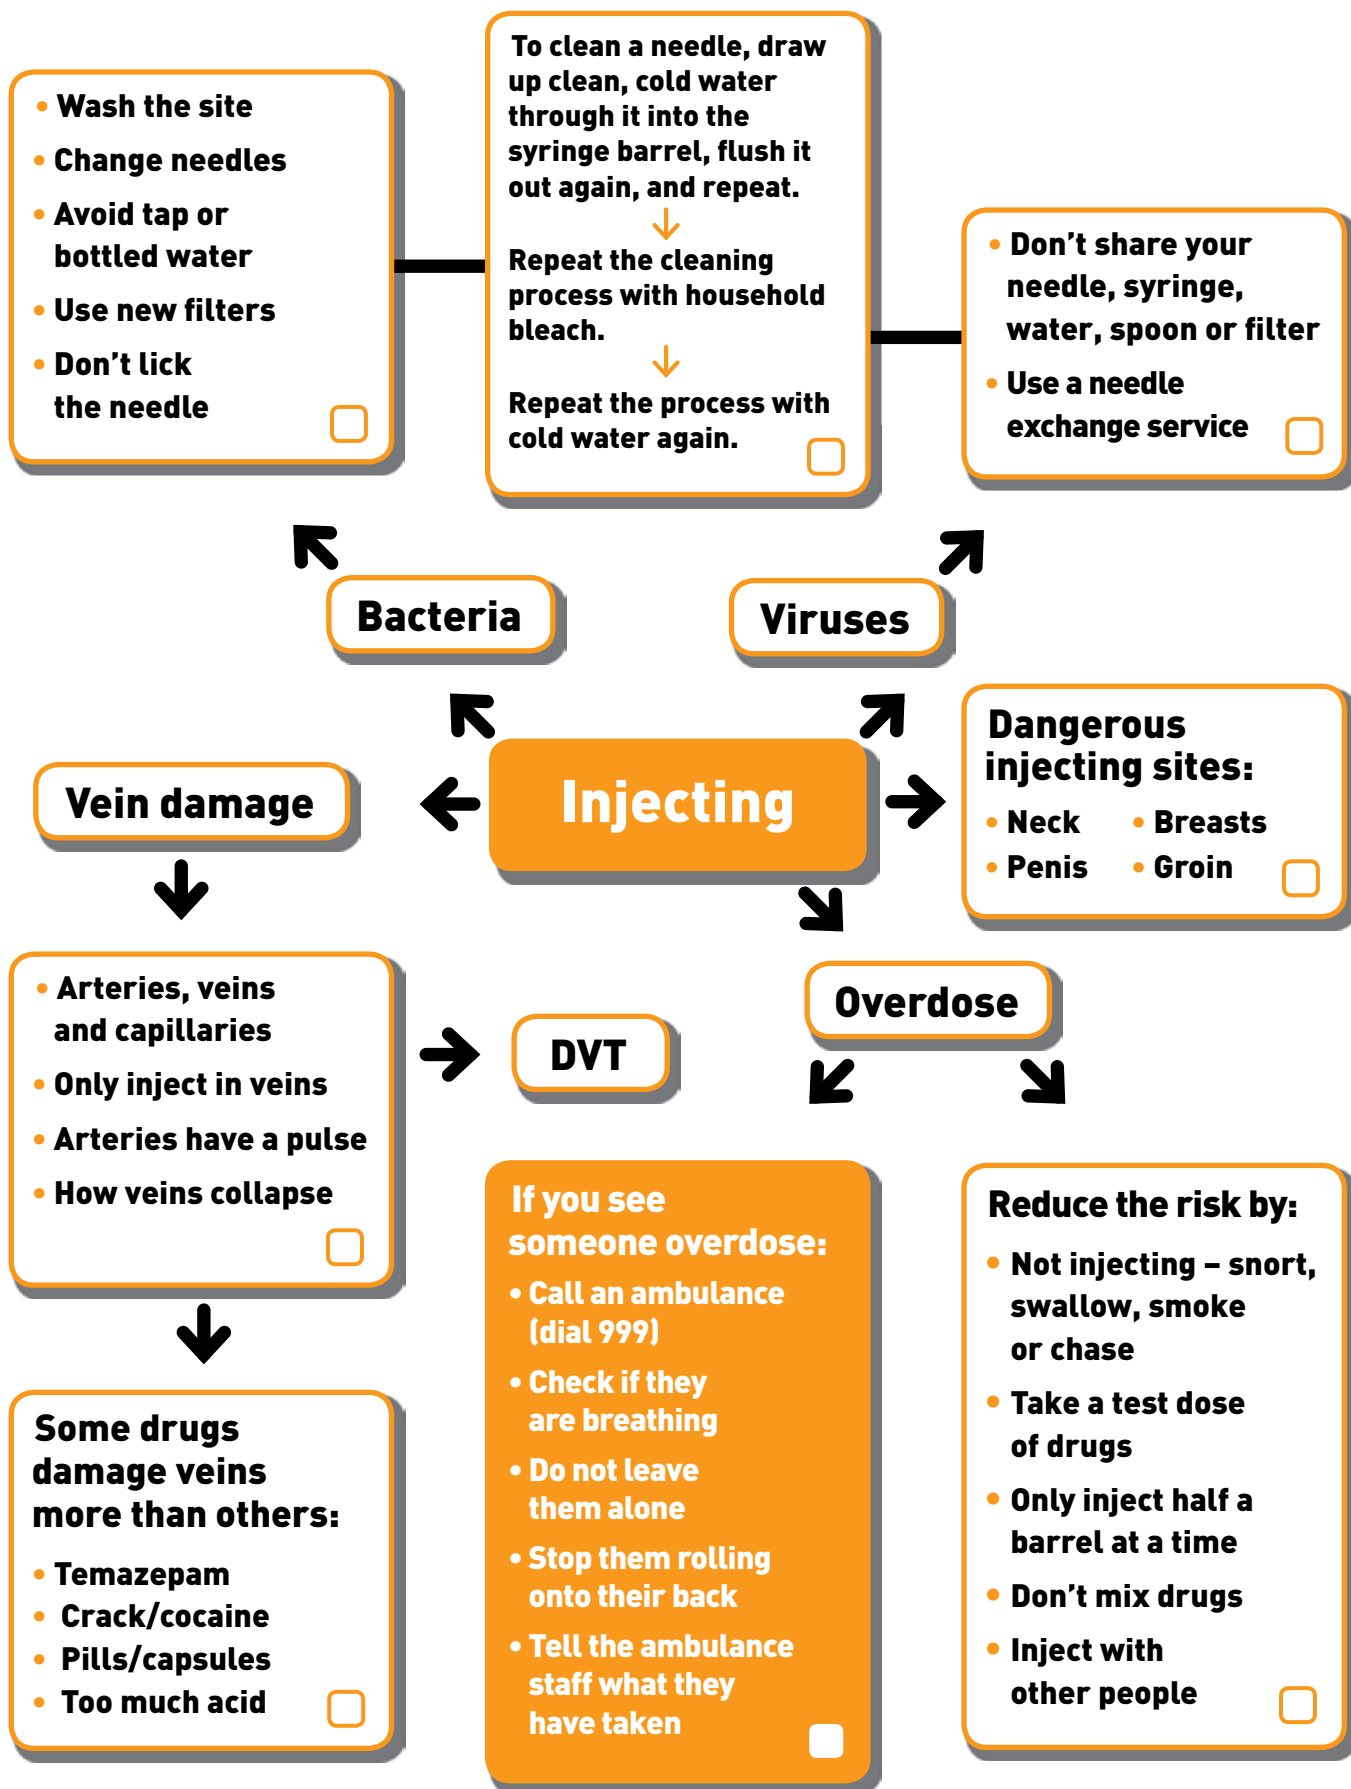 • Wash the site
• Change needles
• Avoid tap or
bottled water
• Use new filters
• Don't lick
the needle
To clean a needle, draw
up clean, cold water
through it into the
syringe barrel, flush it
out again, and repeat.
Repeat the cleaning
process with household
bleach.
Repeat the process with
cold water again.
• Don't share your
needle, syringe,
water, spoon or filter
• Use a needle
exchange service
Bacteria
Viruses
Vein damage
Injecting
Dangerous
injecting sites:
• Neck • Breasts
• Penis • Groin
• Arteries, veins
and capillaries
• Only inject in veins
• Arteries have a pulse
• How veins collapse
DVT
Overdose
Some drugs
damage veins
more than others:
• Temazepam
• Crack/cocaine
• Pills/capsules
• Too much acid
If you see
someone overdose:
• Call an ambulance
(dial 999)
• Check if they
are breathing
• Do not leave
them alone
• Stop them rolling
onto their back
• Tell the ambulance
staff what they
have taken
Reduce the risk by:
• Not injecting – snort,
swallow, smoke
or chase
• Take a test dose
of drugs
• Only inject half a
barrel at a time
• Don't mix drugs
• Inject with
other people